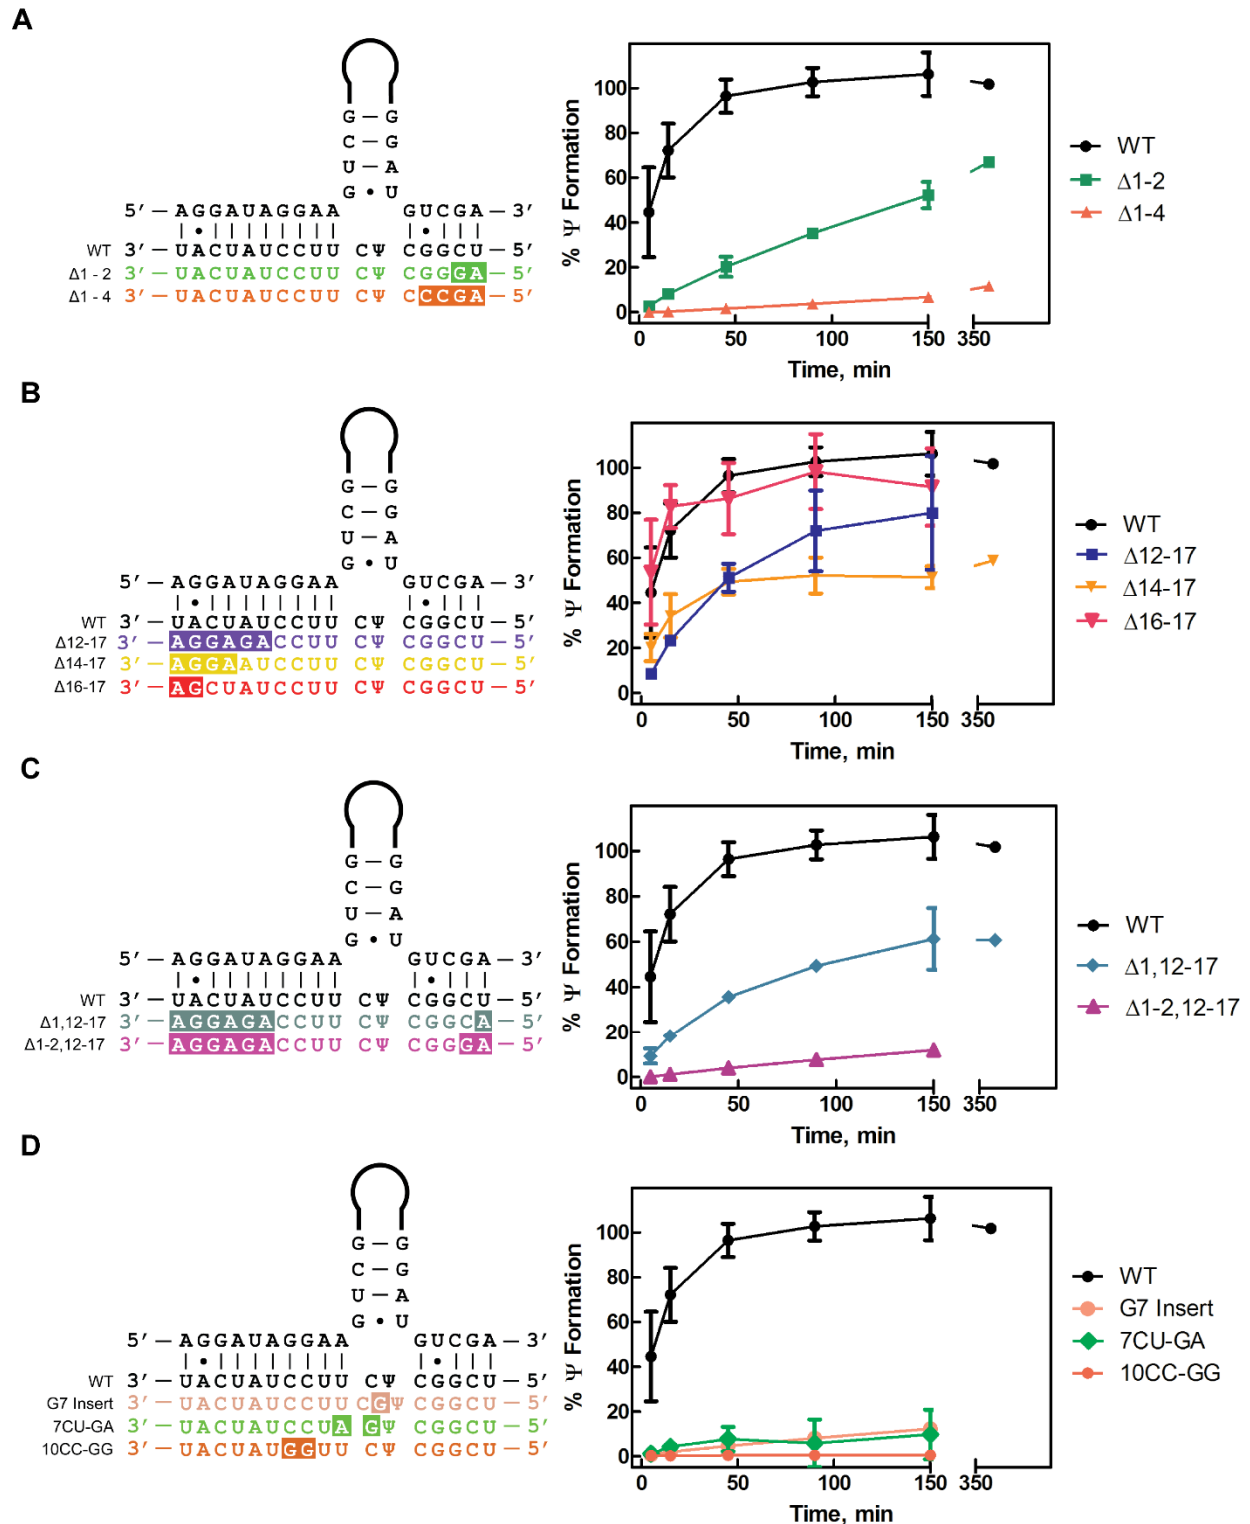 A
G – G
C – G
U – A
G • U
5′ – AGGAUAGGAA GUCGA – 3′
WT 3′ – UACUAUCCUU CΨ CGGCU – 5′
Δ1 - 2 3′ – UACUAUCCUU CΨ CGGGA – 5′
Δ1 - 4 3′ – UACUAUCCUU CΨ CCCGA – 5′
% Ψ Formation
100
80
60
40
20
0
0 50 100 150 350
Time, min
WT
Δ1-2
Δ1-4
B
G – G
C – G
U – A
G • U
5′ – AGGAUAGGAA GUCGA – 3′
WT 3′ – UACUAUCCUU CΨ CGGCU – 5′
Δ12-17 3′ – AGGAGACCUU CΨ CGGCU – 5′
Δ14-17 3′ – AGGAAUCCUU CΨ CGGCU – 5′
Δ16-17 3′ – AGCUAUCCUU CΨ CGGCU – 5′
% Ψ Formation
100
80
60
40
20
0
0 50 100 150 350
Time, min
WT
Δ12-17
Δ14-17
Δ16-17
C
G – G
C – G
U – A
G • U
5′ – AGGAUAGGAA GUCGA – 3′
WT 3′ – UACUAUCCUU CΨ CGGCU – 5′
Δ1,12-17 3′ – AGGAGACCUU CΨ CGGCA – 5′
Δ1-2,12-17 3′ – AGGAGACCUU CΨ CGGGA – 5′
% Ψ Formation
100
80
60
40
20
0
0 50 100 150 350
Time, min
WT
Δ1,12-17
Δ1-2,12-17
D
G – G
C – G
U – A
G • U
5′ – AGGAUAGGAA GUCGA – 3′
WT 3′ – UACUAUCCUU CΨ CGGCU – 5′
G7 Insert 3′ – UACUAUCCUUCGΨ CGGCU – 5′
7CU-GA 3′ – UACUAUCCUA GΨ CGGCU – 5′
10CC-GG 3′ – UACUAUGGUU CΨ CGGCU – 5′
% Ψ Formation
100
80
60
40
20
0
0 50 100 150 350
Time, min
WT
G7 Insert
7CU-GA
10CC-GG